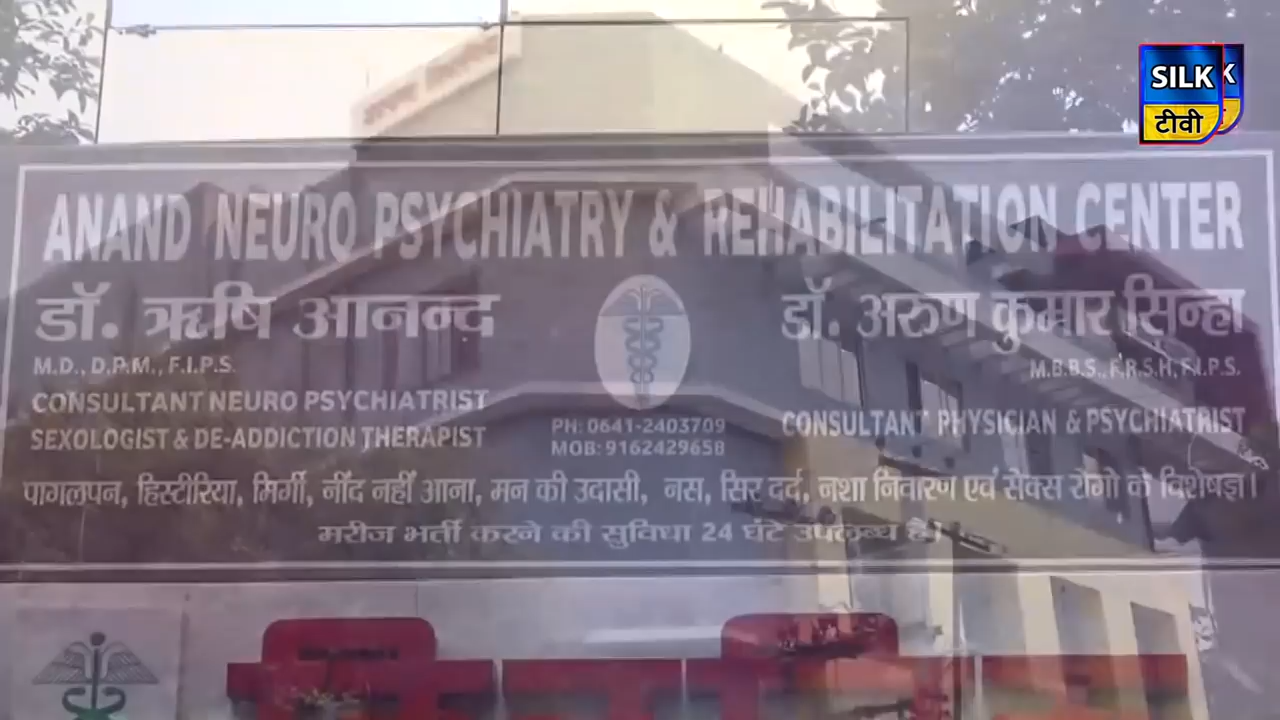 SILK
टीवी
ANAND NEURO PSYCHIATRY & REHABILITATION CENTER
डॉ. ऋषि आनन्द
डॉ. अरुण कुमार सिन्हा
M.D., D.P.M., F.I.P.S.
M.B.B.S., F.R.S.H, F.I.P.S.
CONSULTANT NEURO PSYCHIATRIST
CONSULTANT PHYSICIAN & PSYCHIATRIST
SEXOLOGIST & DE-ADDICTION THERAPIST
PH: 0641-2403709
MOB: 9162429658
पागलपन, हिस्टीरिया, मिर्गी, नींद नहीं आना, मन की उदासी, नस, सिर दर्द, नशा निवारण एवं सेक्स रोगो के विशेषज्ञ।
मरीज भर्ती करने की सुविधा 24 घंटे उपलब्ध है।